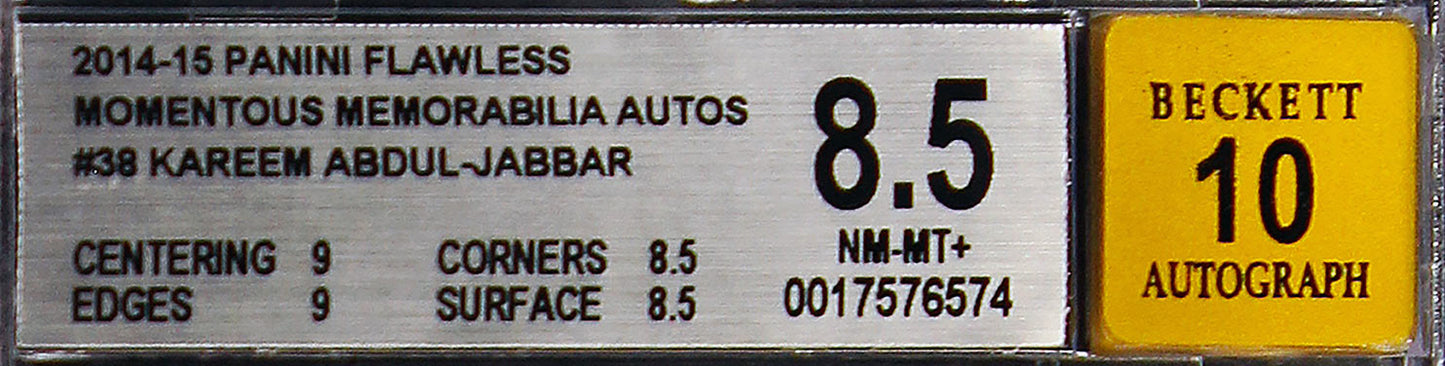 2014-15 PANINI FLAWLESS
MOMENTOUS MEMORABILIA AUTOS
#38 KAREEM ABDUL-JABBAR
CENTERING 9 CORNERS 8.5
EDGES 9 SURFACE 8.5
8.5
NM-MT+
0017576574
BECKETT
10
AUTOGRAPH